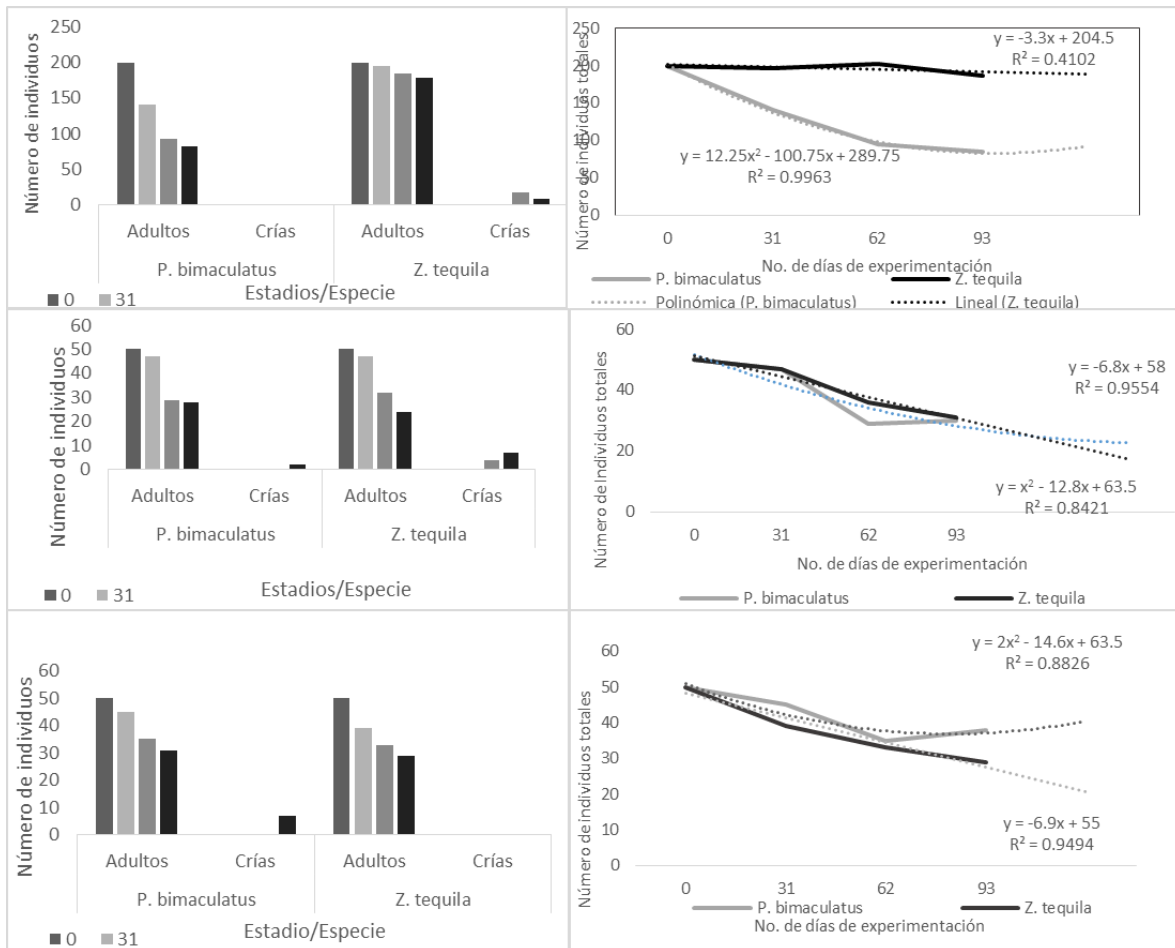 Número de individuos
250
200
150
100
50
0
Adultos
Crías
Adultos
Crías
P. bimaculatus
Z. tequila
Estadios/Especie
0
31
Número de individuos totales
250
200
150
100
50
0
y = -3.3x + 204.5
R² = 0.4102
y = 12.25x² - 100.75x + 289.75
R² = 0.9963
0
31
62
93
No. de días de experimentación
P. bimaculatus
Z. tequila
Polinómica (P. bimaculatus)
Lineal (Z. tequila)
Número de individuos
60
50
40
30
20
10
0
Adultos
Crías
Adultos
Crías
P. bimaculatus
Z. tequila
Estadios/Especie
0
31
Número de Individuos totales
60
40
20
0
y = -6.8x + 58
R² = 0.9554
y = x² - 12.8x + 63.5
R² = 0.8421
0
31
62
93
No. de días de experimentación
P. bimaculatus
Z. tequila
Número de individuos
60
50
40
30
20
10
0
Adultos
Crías
Adultos
Crías
P. bimaculatus
Z. tequila
Estadio/Especie
0
31
Número de individuos totales
60
50
40
30
20
10
0
y = 2x² - 14.6x + 63.5
R² = 0.8826
y = -6.9x + 55
R² = 0.9494
0
31
62
93
P. bimaculatus
Z. tequila
No. de días de experimentación